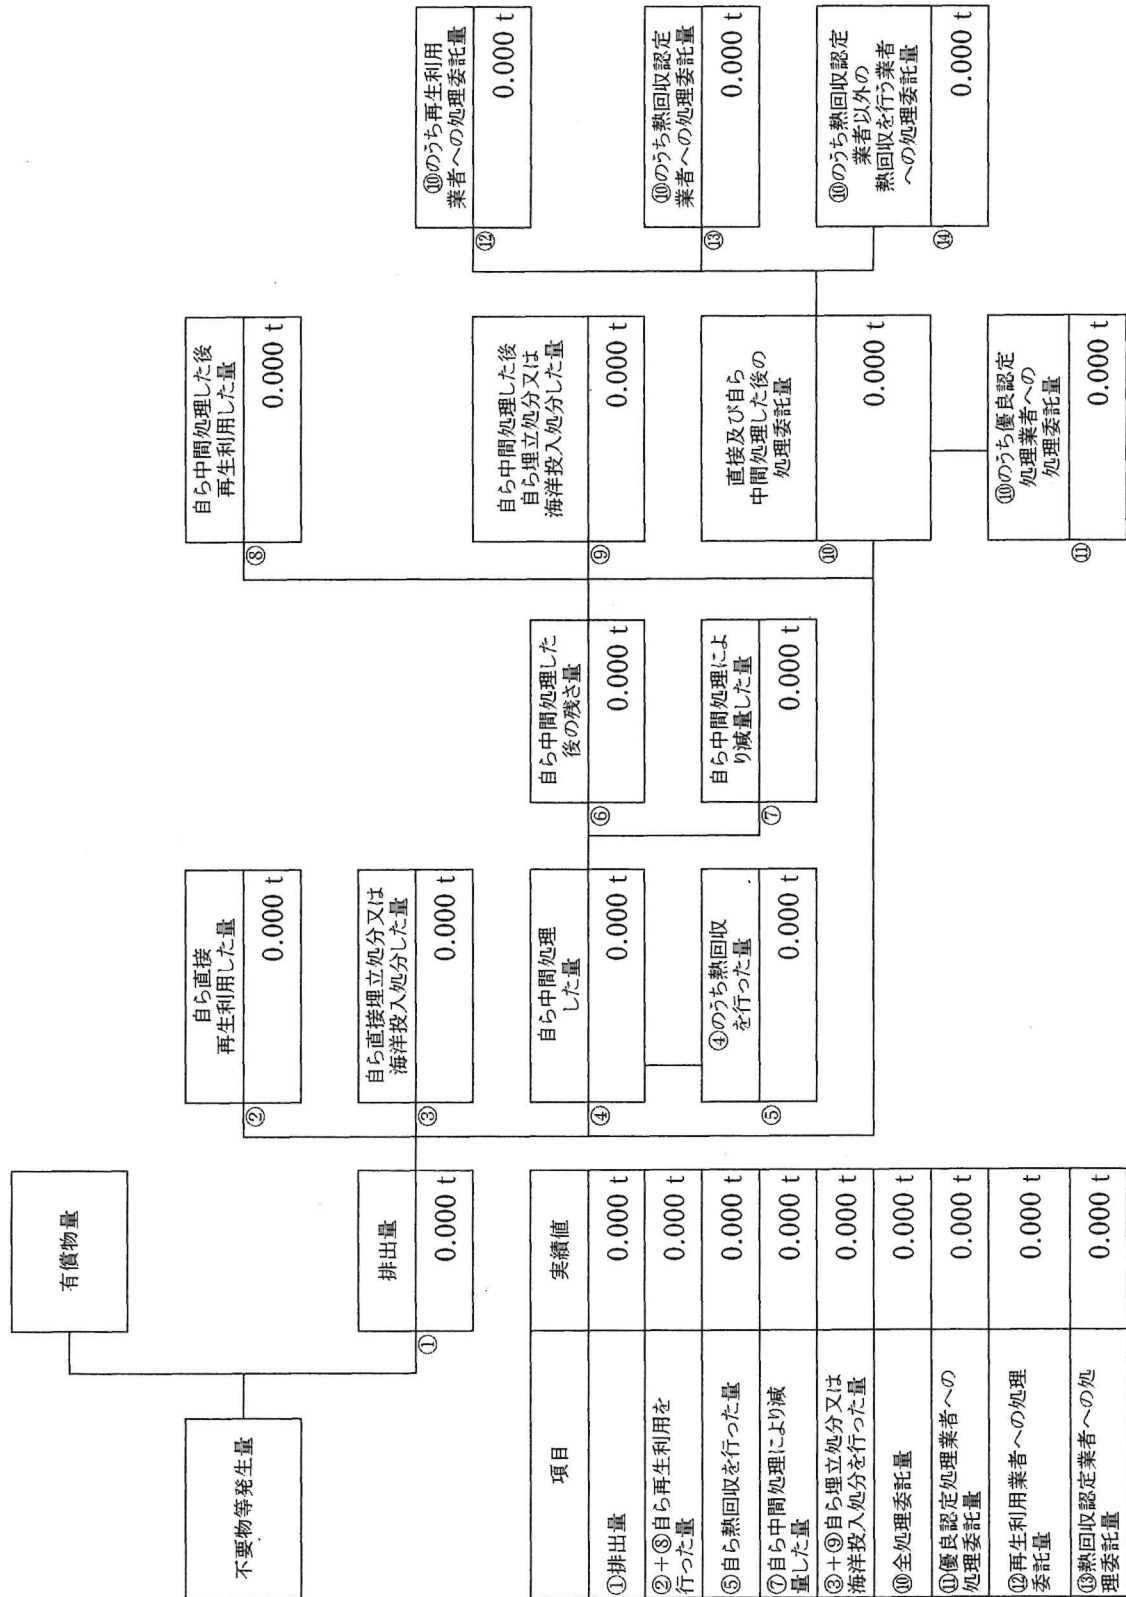 不要物等発生量
有償物量
①
排出量
0.000 t
②
自ら直接
再生利用した量
0.000 t
③
自ら直接埋立処分又は
海洋投入処分した量
0.000 t
④
自ら中間処理
した量
0.000 t
⑤
④のうち熱回収
を行った量
0.000 t
⑥
自ら中間処理した
後の残さ量
0.000 t
⑦
自ら中間処理によ
り減量した量
0.000 t
⑧
自ら中間処理した後
再生利用した量
0.000 t
⑨
自ら中間処理した後
自ら埋立処分又は
海洋投入処分した量
0.000 t
⑩
直接及び自ら
中間処理した後の
処理委託量
0.000 t
⑪
⑩のうち優良認定
処理業者への
処理委託量
0.000 t
⑫
⑩のうち再生利用
業者への処理委託量
0.000 t
⑬
⑩のうち熱回収認定
業者への処理委託量
0.000 t
⑭
⑩のうち熱回収認定
業者以外の
熱回収を行う業者
への処理委託量
0.000 t
項目 実績値
①排出量 0.000 t
②+⑧自ら再生利用を
行った量 0.000 t
⑤自ら熱回収を行った量 0.000 t
⑦自ら中間処理により減
量した量 0.000 t
③+⑨自ら埋立処分又は
海洋投入処分を行った量 0.000 t
⑩全処理委託量 0.000 t
⑪優良認定処理業者への
処理委託量 0.000 t
⑫再生利用業者への処理
委託量 0.000 t
⑬熱回収認定業者への処
理委託量 0.000 t